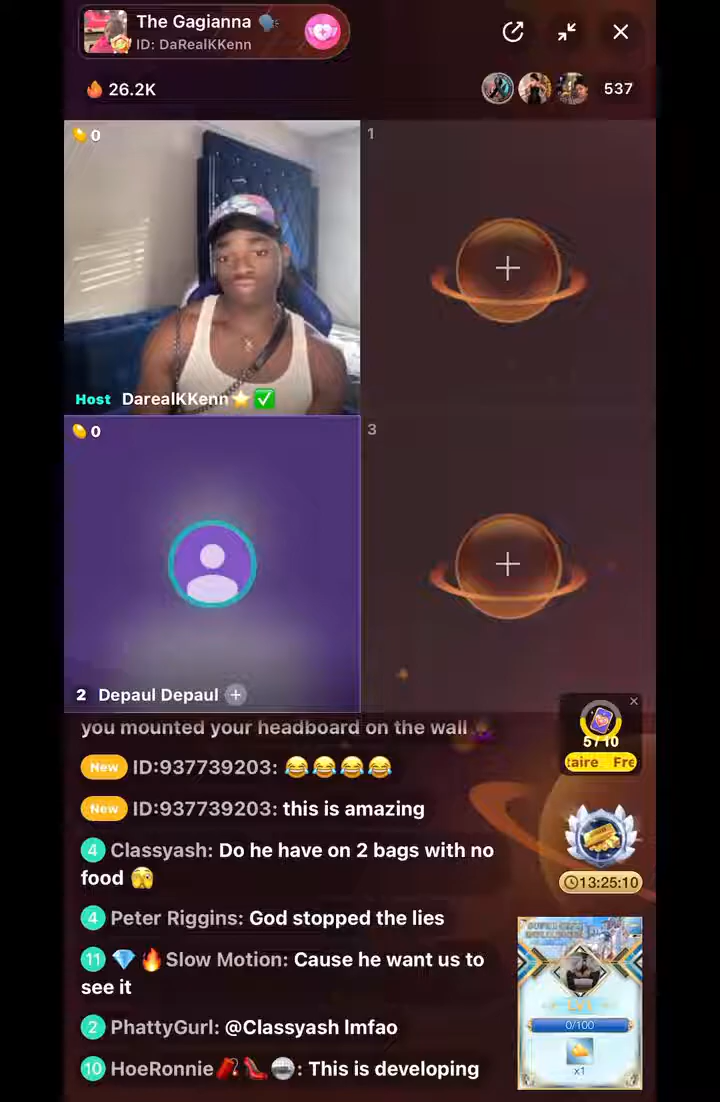 The Gagianna 🗣️
ID: DaRealKKenn
🔥 26.2K
537
0
1
Host DarealKKenn⭐✅
0
3
2 Depaul Depaul +
you mounted your headboard on the wall
New ID:937739203: 😂😂😂😂
New ID:937739203: this is amazing
4 Classyash: Do he have on 2 bags with no
food 🫣
4 Peter Riggins: God stopped the lies
11 💎🔥Slow Motion: Cause he want us to
see it
2 PhattyGurl: @Classyash lmfao
10 HoeRonnie🧨👠🪩: This is developing
5/10
taire Fre
13:25:10
0/100
x1